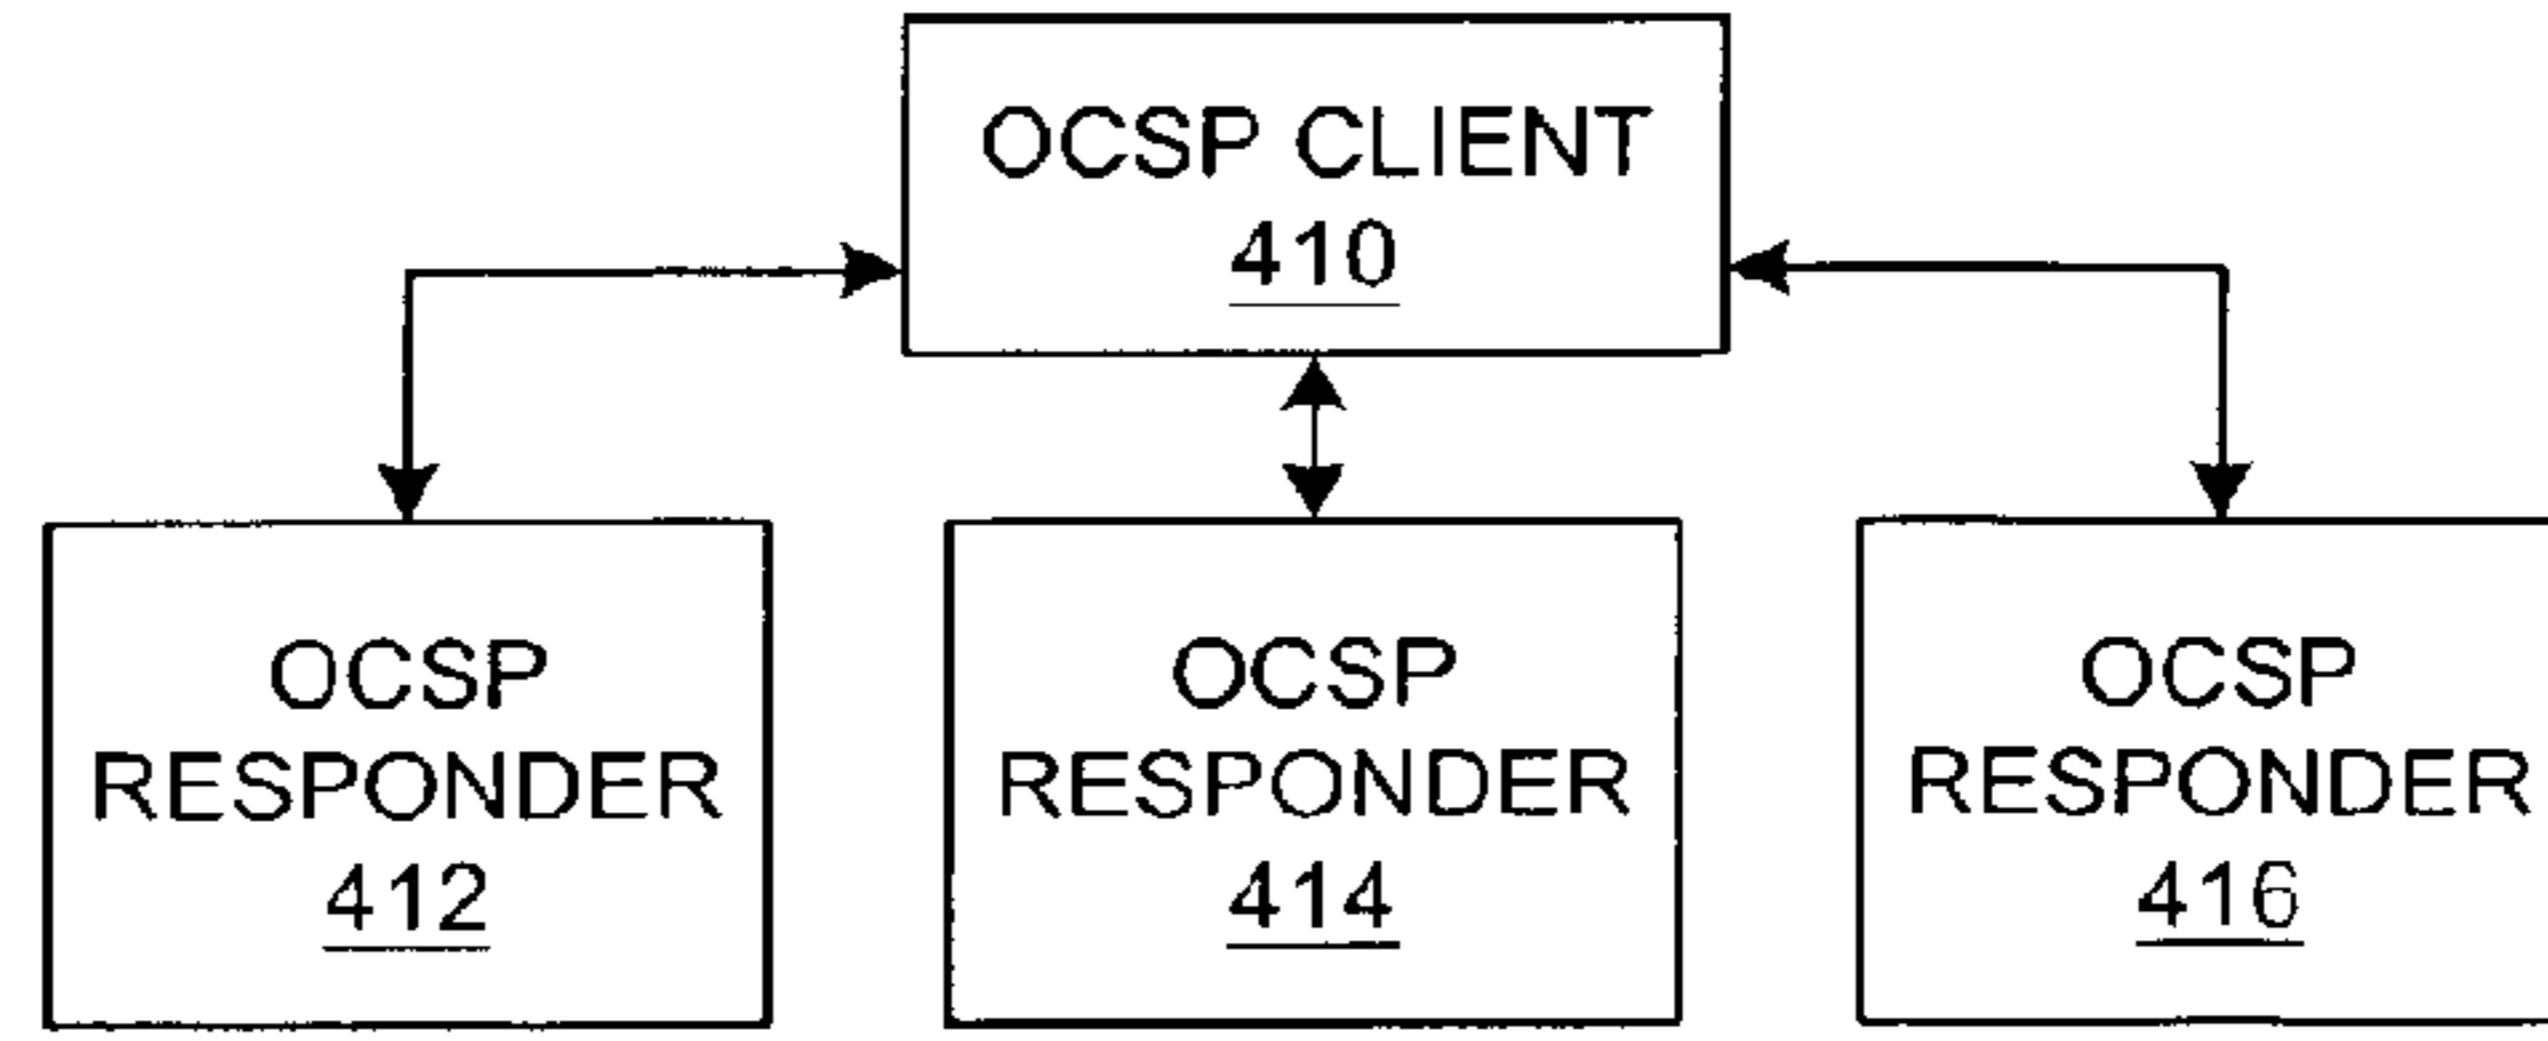 OCSP CLIENT
410
OCSP
RESPONDER
412
OCSP
RESPONDER
414
OCSP
RESPONDER
416